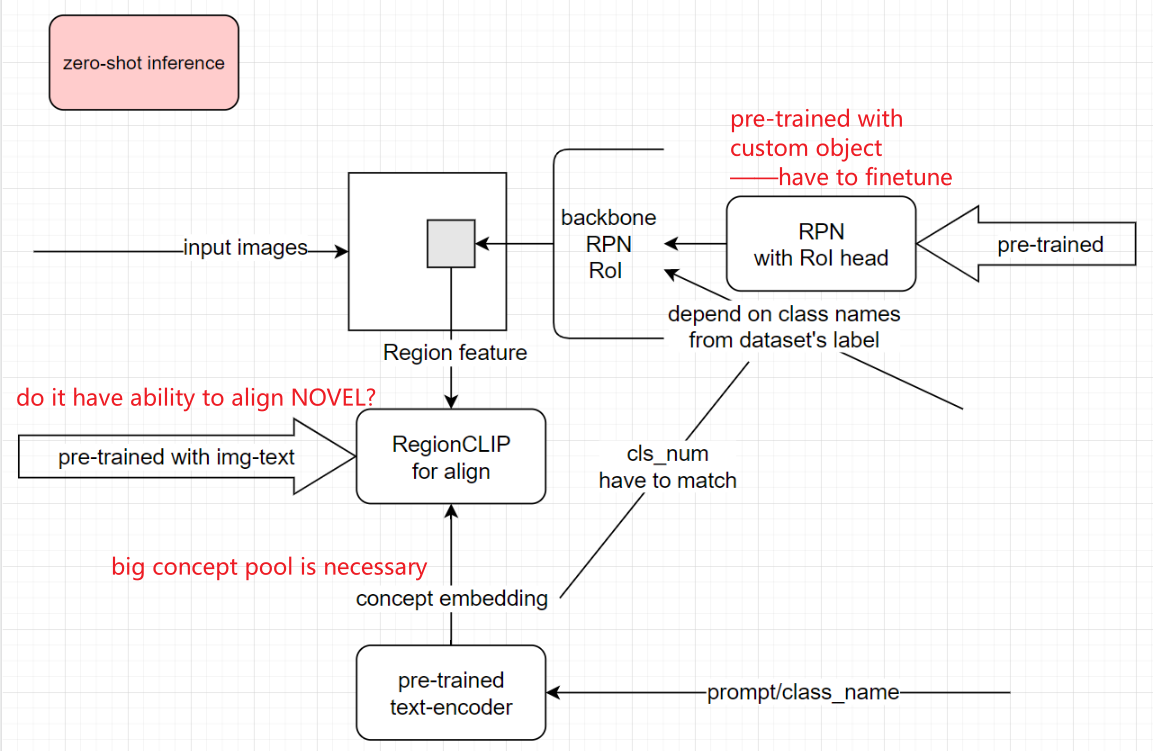 zero-shot inference
pre-trained with
custom object
——have to finetune
input images
backbone
RPN
RoI
RPN
with RoI head
pre-trained
depend on class names
from dataset's label
Region feature
do it have ability to align NOVEL?
pre-trained with img-text
RegionCLIP
for align
cls_num
have to match
big concept pool is necessary
concept embedding
pre-trained
text-encoder
prompt/class_name